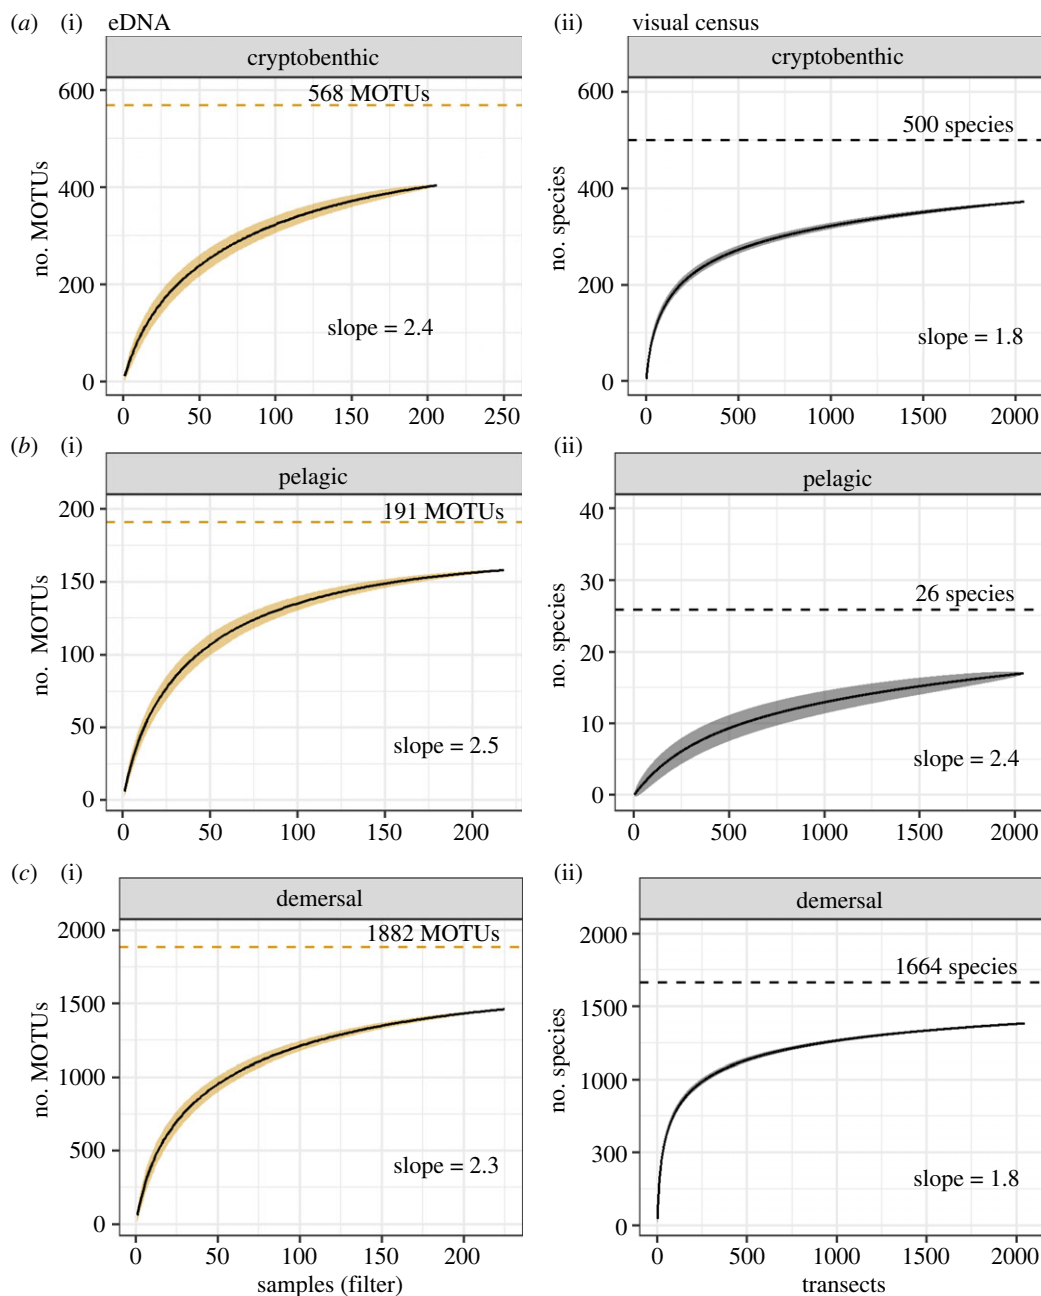 (a) (i) eDNA (ii) visual census
cryptobenthic
568 MOTUs
no. MOTUs
600
400
200
0
slope = 2.4
0 50 100 150 200 250
cryptobenthic
500 species
no. species
600
400
200
0
slope = 1.8
0 500 1000 1500 2000
(b) (i) (ii)
pelagic
191 MOTUs
no. MOTUs
200
150
100
50
0
slope = 2.5
0 50 100 150 200
pelagic
26 species
no. species
40
30
20
10
0
slope = 2.4
0 500 1000 1500 2000
(c) (i) (ii)
demersal
1882 MOTUs
no. MOTUs
2000
1500
1000
500
0
slope = 2.3
0 50 100 150 200
samples (filter)
demersal
1664 species
no. species
2000
1500
1000
300
0
slope = 1.8
0 500 1000 1500 2000
transects